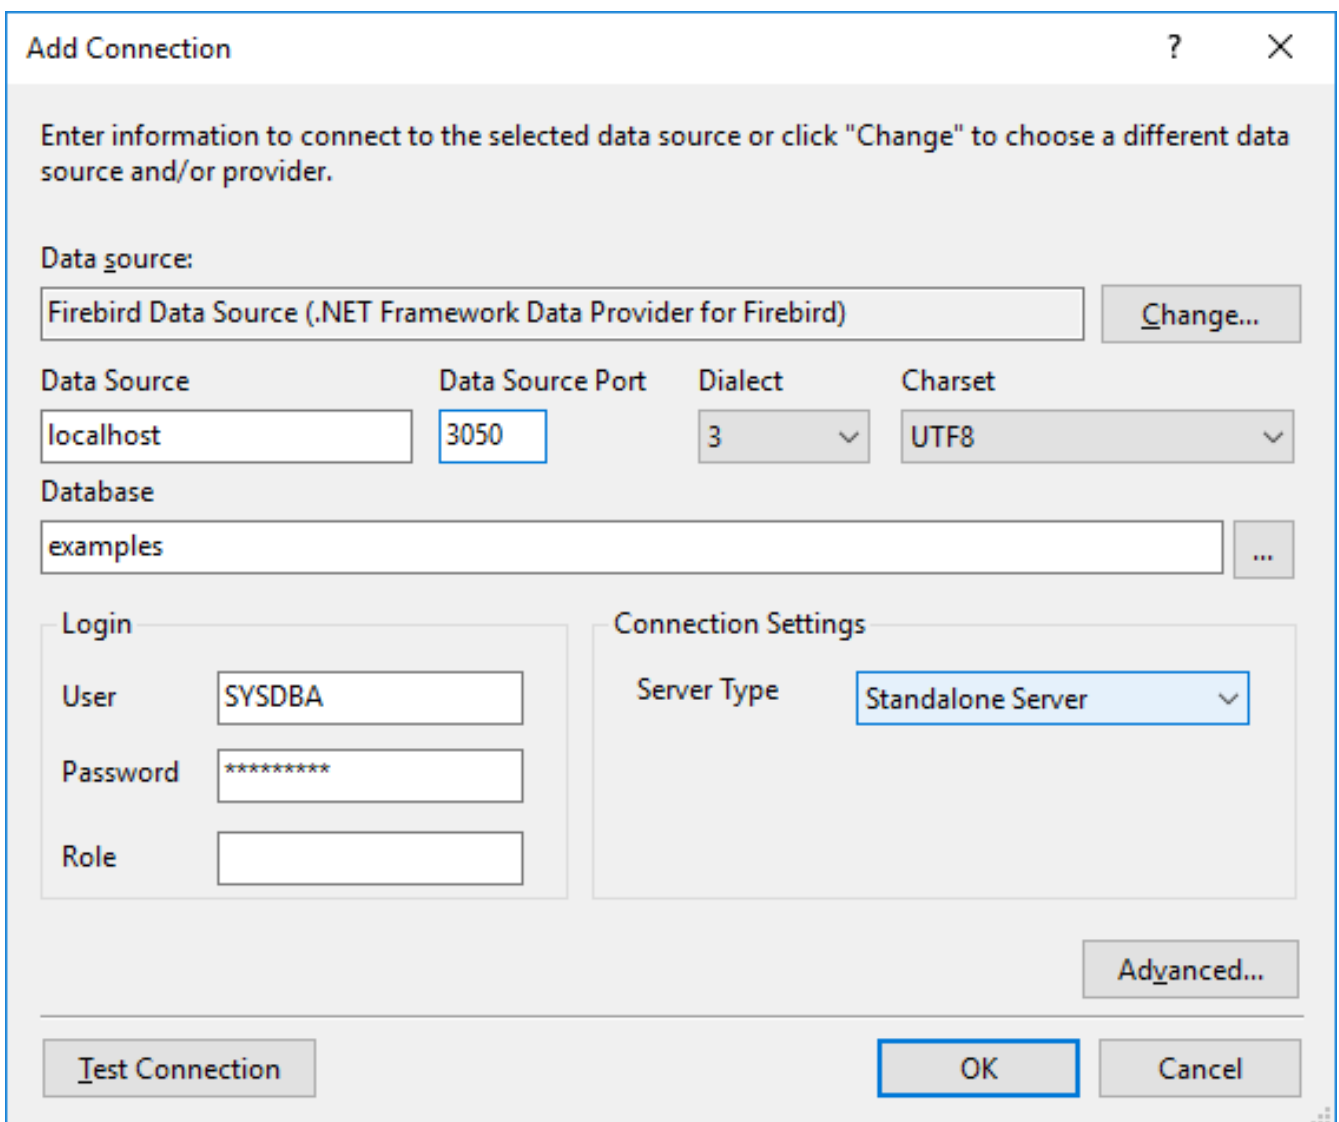 Add Connection ?
Enter information to connect to the selected data source or click "Change" to choose a different data
source and/or provider.
Data source:
Firebird Data Source (.NET Framework Data Provider for Firebird) Change...
Data Source Data Source Port Dialect Charset
localhost 3050 3 UTF8
Database
examples ...
Login Connection Settings
User SYSDBA Server Type Standalone Server
Password *********
Role
Advanced...
Test Connection OK Cancel